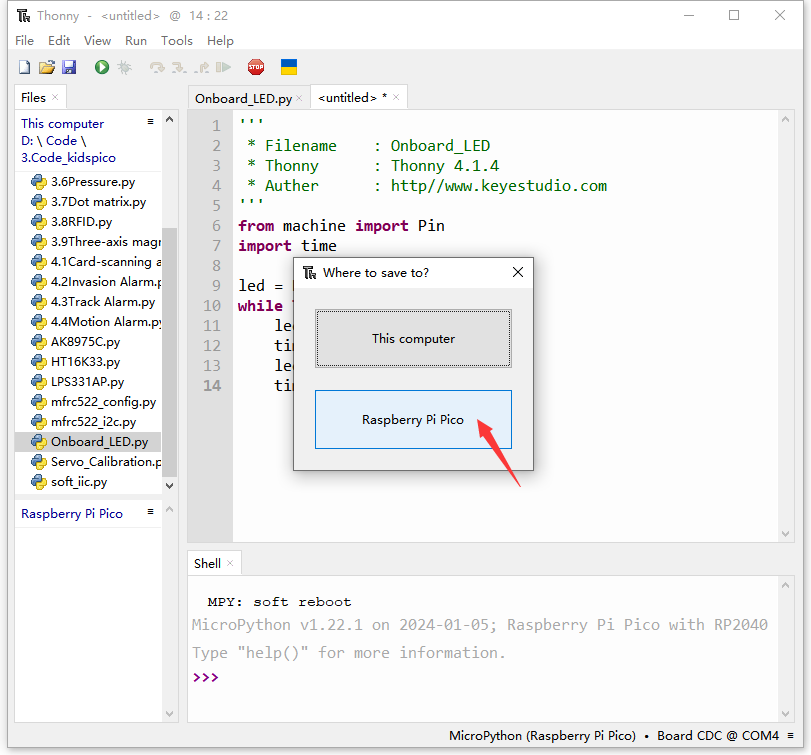 Thonny - <untitled> @ 14 : 22
File Edit View Run Tools Help
STOP
Files
This computer
D: \ Code \
3.Code_kidspico
3.6Pressure.py
3.7Dot matrix.py
3.8RFID.py
3.9Three-axis magr
4.1Card-scanning a
4.2Invasion Alarm.p
4.3Track Alarm.py
4.4Motion Alarm.py
AK8975C.py
HT16K33.py
LPS331AP.py
mfrc522_config.py
mfrc522_i2c.py
Onboard_LED.py
Servo_Calibration.p
soft_iic.py
Raspberry Pi Pico
Onboard_LED.py <untitled> *
1 '''
2 * Filename : Onboard_LED
3 * Thonny : Thonny 4.1.4
4 * Auther : http//www.keyestudio.com
5 '''
6 from machine import Pin
7 import time
8
9 led =
10 while
11 le
12 ti
13 le
14 ti
Where to save to?
This computer
Raspberry Pi Pico
Shell
MPY: soft reboot
MicroPython v1.22.1 on 2024-01-05; Raspberry Pi Pico with RP2040
Type "help()" for more information.
>>>
MicroPython (Raspberry Pi Pico) • Board CDC @ COM4